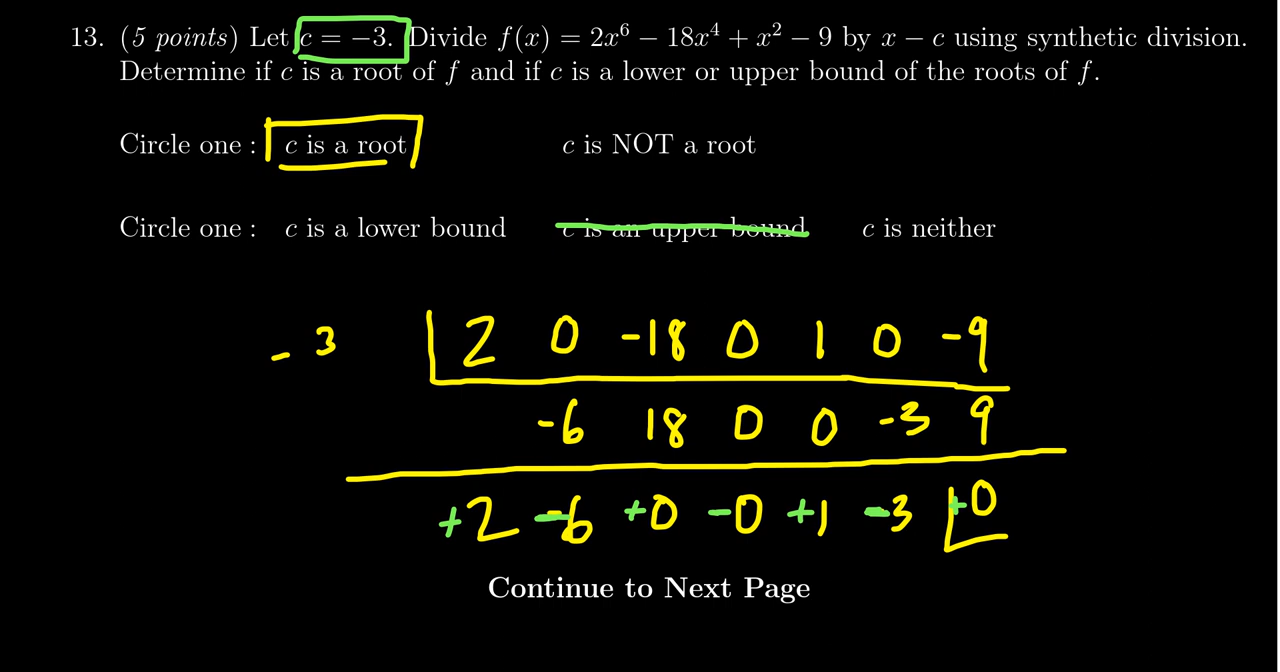 13. (5 points) Let c = −3. Divide f(x) = 2x⁶ − 18x⁴ + x² − 9 by x − c using synthetic division.
Determine if c is a root of f and if c is a lower or upper bound of the roots of f.
Circle one : c is a root c is NOT a root
Circle one : c is a lower bound c is an upper bound c is neither
-3 2 0 -18 0 1 0 -9
-6 18 0 0 -3 9
+2 -6 +0 -0 +1 -3 +0
Continue to Next Page